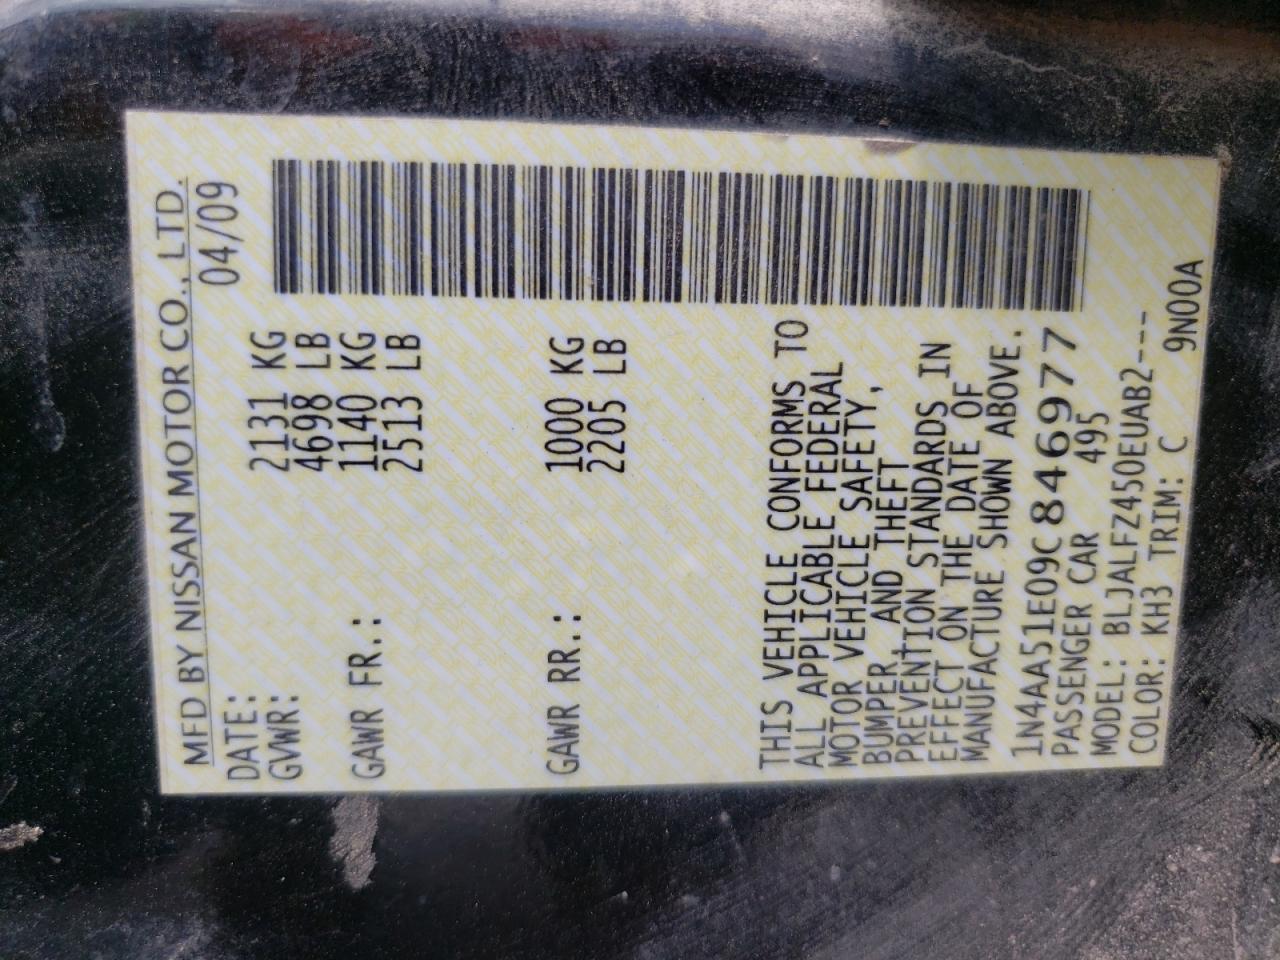 MFD BY NISSAN MOTOR CO., LTD.
DATE: 04/09
GVWR: 2131 KG
4698 LB
GAWR FR.: 1140 KG
2513 LB
GAWR RR.: 1000 KG
2205 LB
THIS VEHICLE CONFORMS TO
ALL APPLICABLE FEDERAL
MOTOR VEHICLE SAFETY,
BUMPER AND THEFT
PREVENTION STANDARDS IN
EFFECT ON THE DATE OF
MANUFACTURE SHOWN ABOVE.
1N4AA51E09C846977
PASSENGER CAR 495
MODEL: BLJALFZ450EUAB2---
COLOR: KH3 TRIM: C 9N00A